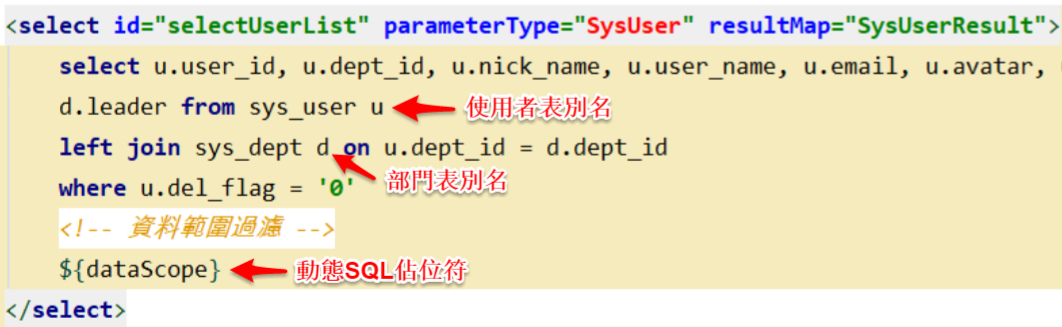 <select id="selectUserList" parameterType="SysUser" resultMap="SysUserResult">
select u.user_id, u.dept_id, u.nick_name, u.user_name, u.email, u.avatar,
d.leader from sys_user u 使用者表別名
left join sys_dept d on u.dept_id = d.dept_id
部門表別名
where u.del_flag = '0'
<!-- 資料範圍過濾 -->
${dataScope} 動態SQL佔位符
</select>